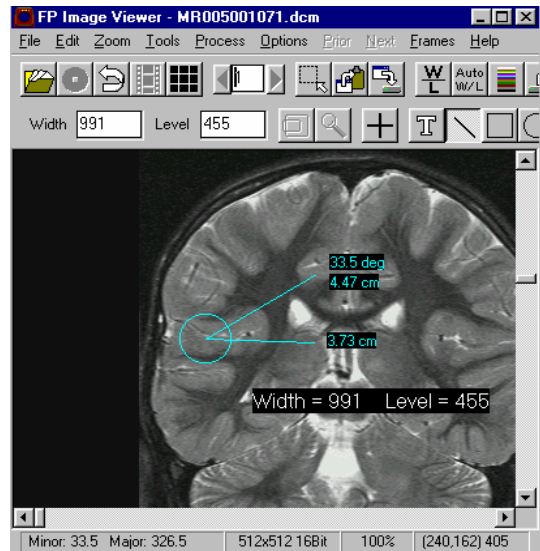 FP Image Viewer - MR005001071.dcm
File Edit Zoom Tools Process Options Prior Next Frames Help
1 W L Auto W/L
Width 991 Level 455 T
33.5 deg
4.47 cm
3.73 cm
Width = 991 Level = 455
Minor: 33.5 Major: 326.5 512x512 16Bit 100% (240,162) 405